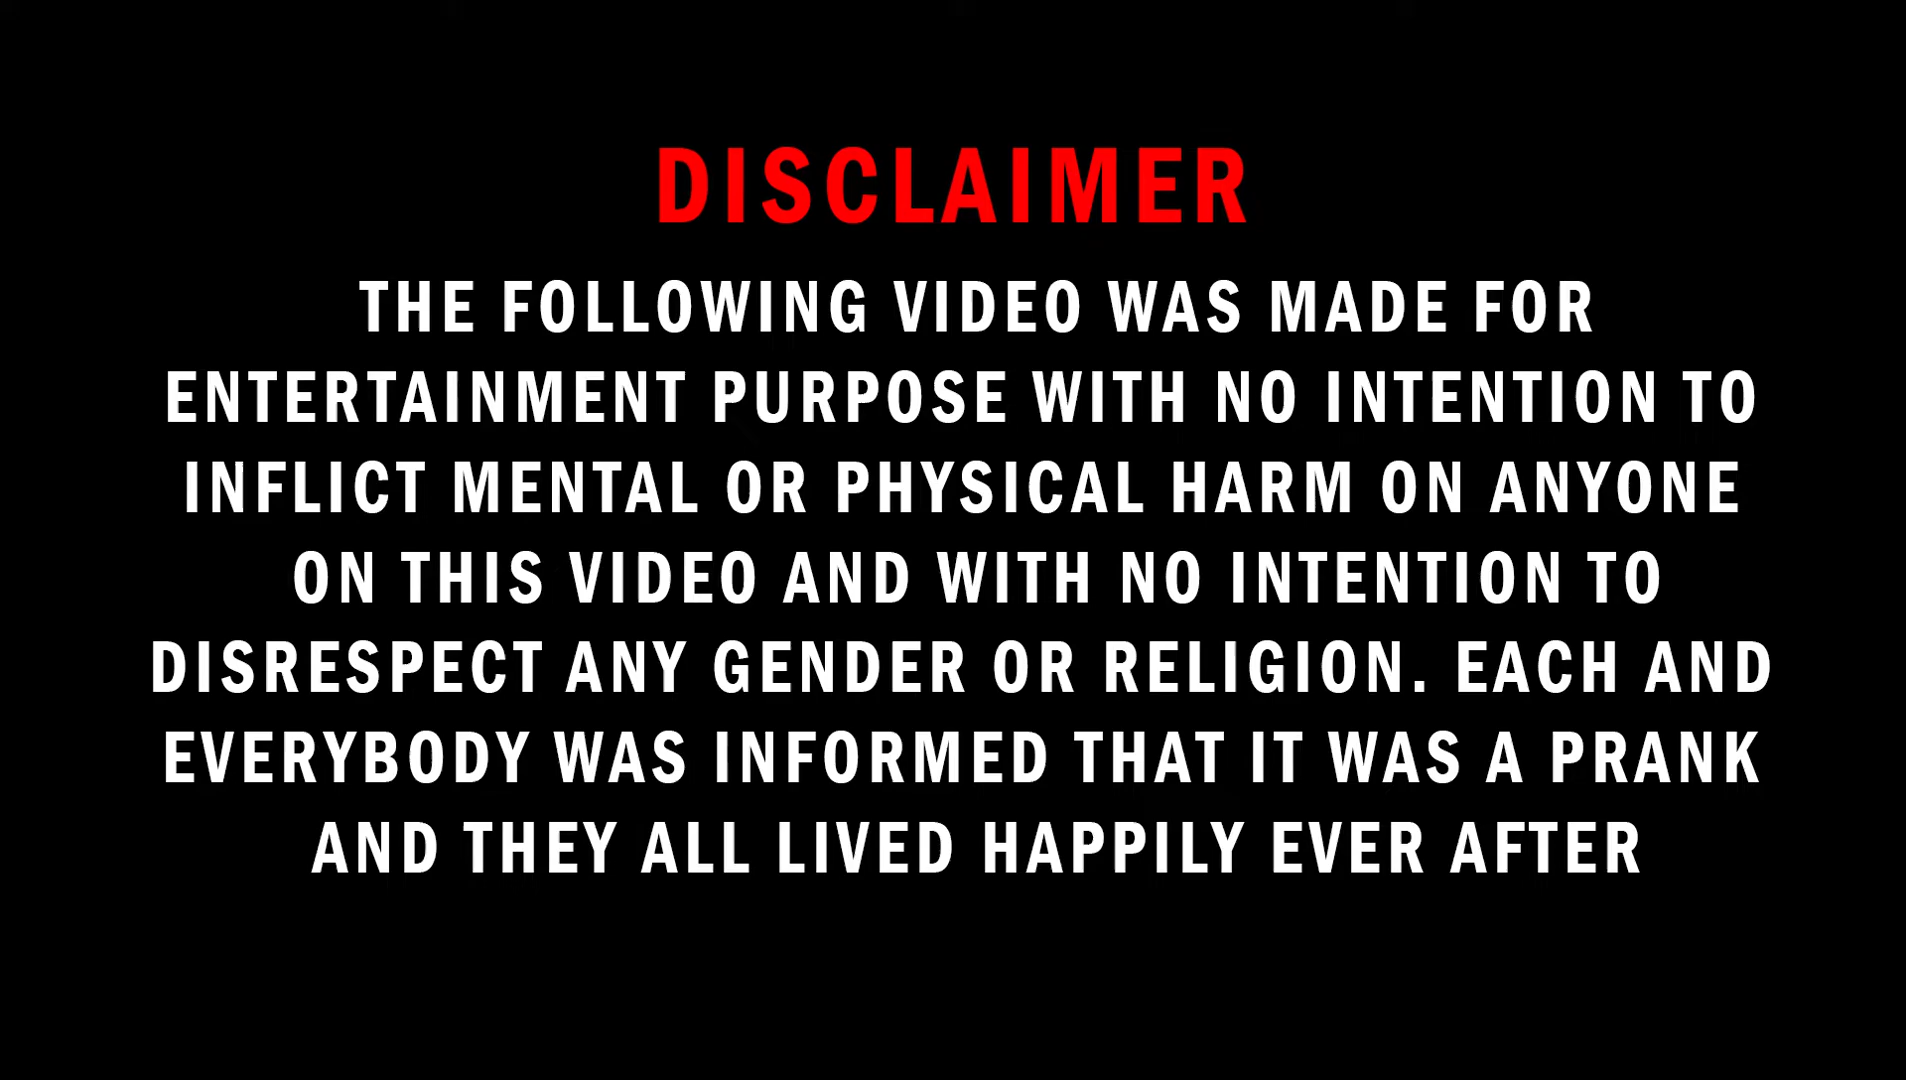 DISCLAIMER
THE FOLLOWING VIDEO WAS MADE FOR
ENTERTAINMENT PURPOSE WITH NO INTENTION TO
INFLICT MENTAL OR PHYSICAL HARM ON ANYONE
ON THIS VIDEO AND WITH NO INTENTION TO
DISRESPECT ANY GENDER OR RELIGION. EACH AND
EVERYBODY WAS INFORMED THAT IT WAS A PRANK
AND THEY ALL LIVED HAPPILY EVER AFTER